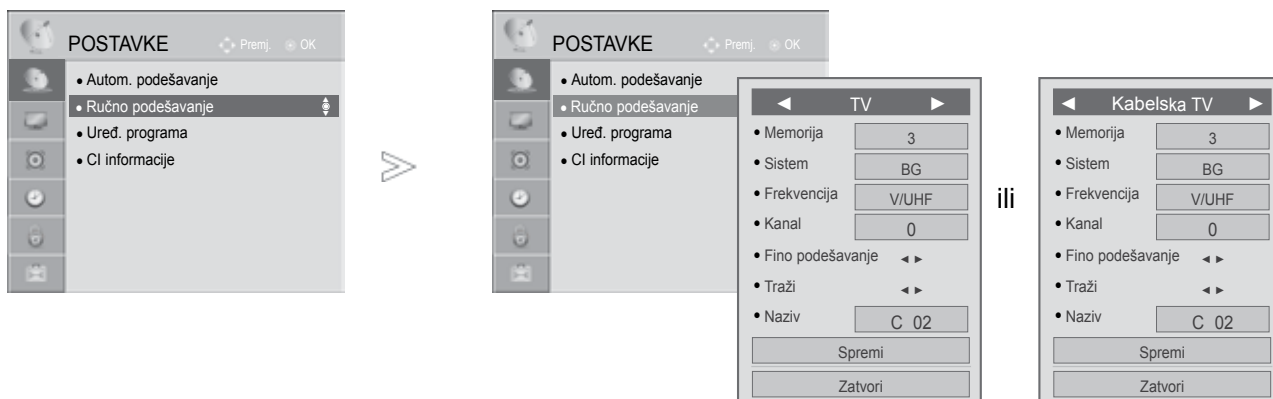 POSTAVKE Premj. OK
• Autom. podešavanje
• Ručno podešavanje
• Uređ. programa
• CI informacije
POSTAVKE Premj. OK
• Autom. podešavanje
• Ručno podešavanje
• Uređ. programa
• CI informacije
◄ TV ►
• Memorija 3
• Sistem BG
• Frekvencija V/UHF
• Kanal 0
• Fino podešavanje ◄ ►
• Traži ◄ ►
• Naziv C 02
Spremi
Zatvori
ili
◄ Kabelska TV ►
• Memorija 3
• Sistem BG
• Frekvencija V/UHF
• Kanal 0
• Fino podešavanje ◄ ►
• Traži ◄ ►
• Naziv C 02
Spremi
Zatvori